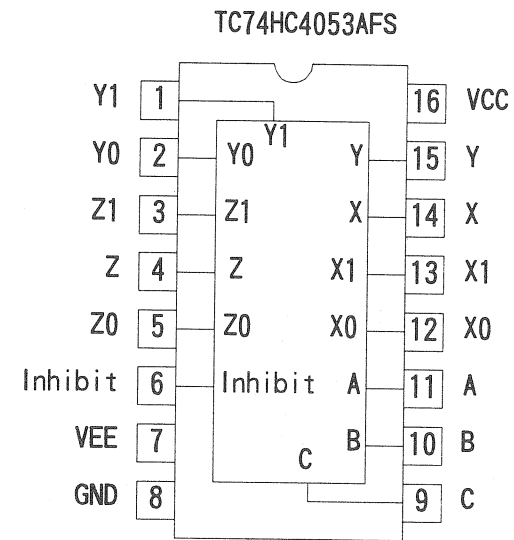 TC74HC4053AFS
Y1 1 Y1 16 VCC
Y0 2 Y0 Y 15 Y
Z1 3 Z1 X 14 X
Z 4 Z X1 13 X1
Z0 5 Z0 X0 12 X0
Inhibit 6 Inhibit A 11 A
VEE 7 B 10 B
GND 8 C 9 C